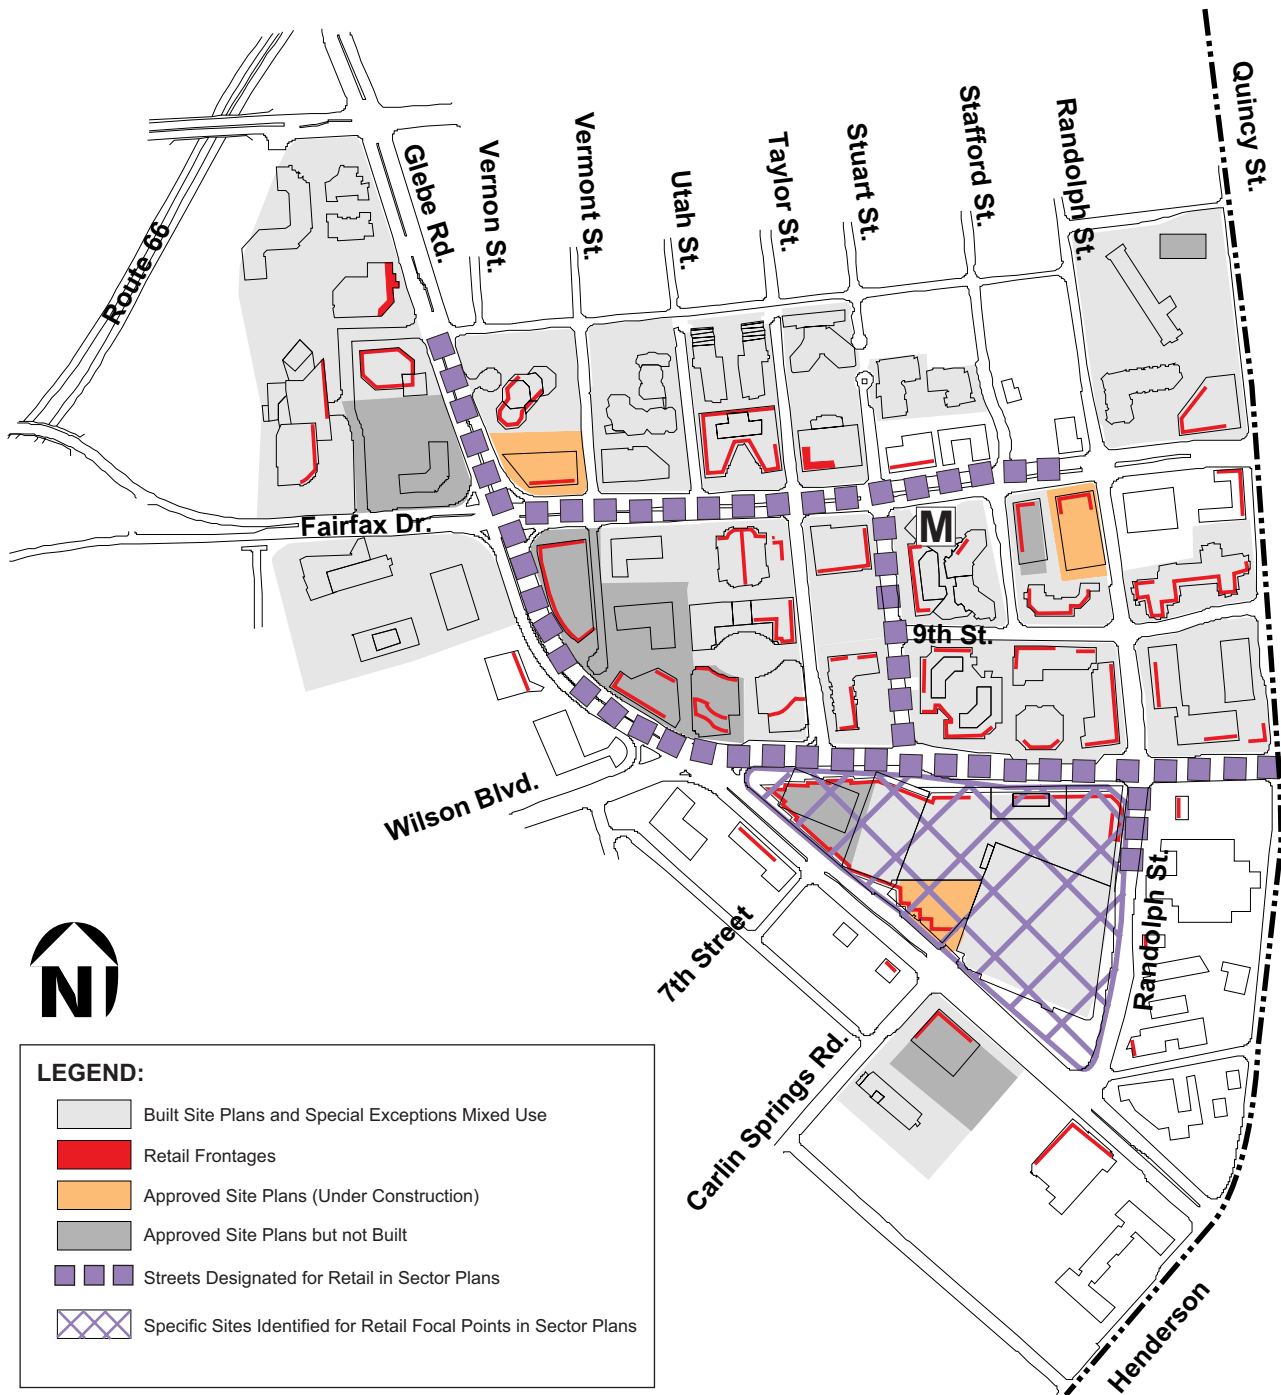 Quincy St.
Stafford St.
Randolph St.
Vermont St.
Stuart St.
Taylor St.
Vernon St.
Glebe Rd.
Utah St.
Route 66
Fairfax Dr.
M
9th St.
Wilson Blvd.
Randolph St.
7th Street
N
Carlin Springs Rd.
Henderson
LEGEND:
Built Site Plans and Special Exceptions Mixed Use
Retail Frontages
Approved Site Plans (Under Construction)
Approved Site Plans but not Built
Streets Designated for Retail in Sector Plans
Specific Sites Identified for Retail Focal Points in Sector Plans